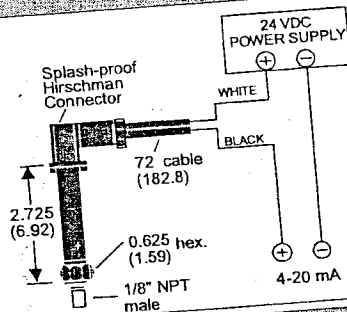 24 VDC
POWER SUPPLY
+ −
Splash-proof
Hirschman
Connector
WHITE
BLACK
72 cable
(182.8)
2.725
(6.92)
0.625 hex.
(1.59)
1/8" NPT
male
+ −
4-20 mA